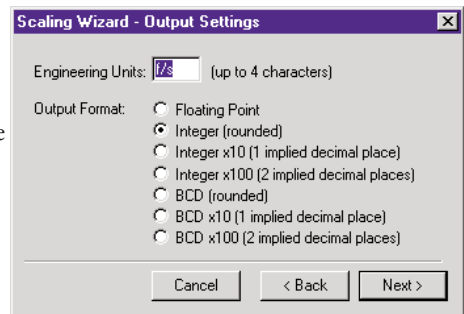 Scaling Wizard - Output Settings
Engineering Units: f/s (up to 4 characters)
Output Format: Floating Point
e Integer (rounded)
Integer x10 (1 implied decimal place)
Integer x100 (2 implied decimal places)
BCD (rounded)
BCD x10 (1 implied decimal place)
BCD x100 (2 implied decimal places)
Cancel < Back Next >